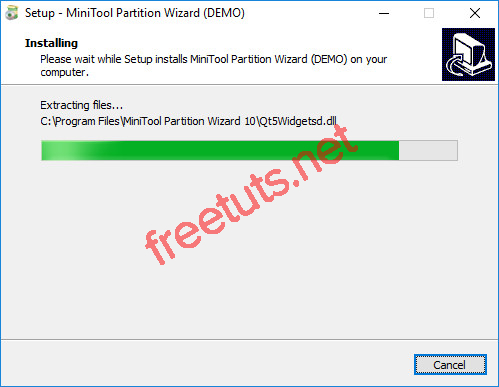 Setup - MiniTool Partition Wizard (DEMO)
Installing
Please wait while Setup installs MiniTool Partition Wizard (DEMO) on your
computer.
Extracting files...
C:\Program Files\MiniTool Partition Wizard 10\Qt5Widgetsd.dll
freetuts.net
Cancel